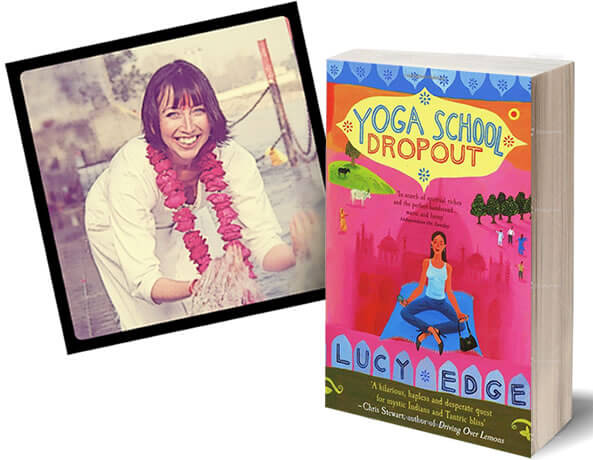 YOGA SCHOOL
DROPOUT
'In search of spiritual riches
and the perfect backbend...
warm and funny'
Independent On Sunday
LUCY EDGE
'A hilarious, hapless and desperate quest
for mystic Indians and Tantric bliss'
– Chris Stewart, author of Driving Over Lemons